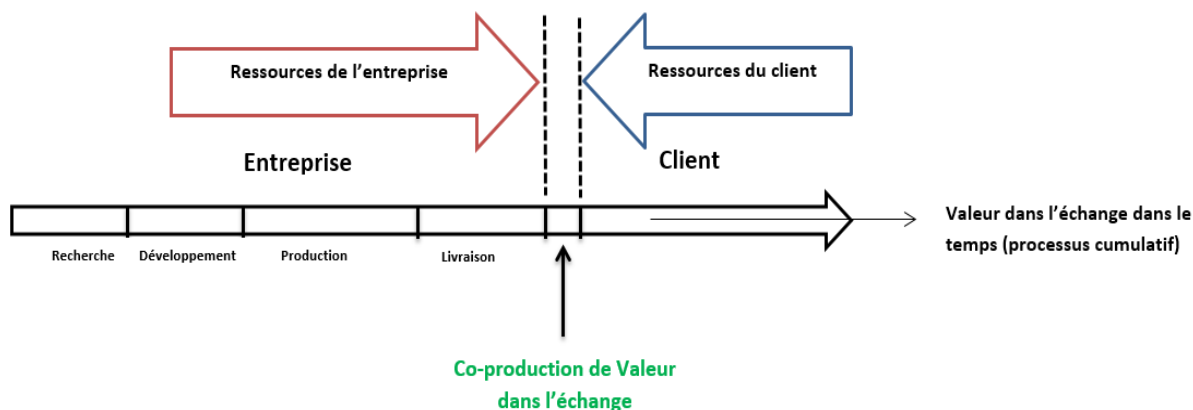 Ressources de l’entreprise
Ressources du client
Entreprise
Client
Valeur dans l’échange dans le
temps (processus cumulatif)
Recherche
Développement
Production
Livraison
Co-production de Valeur
dans l’échange